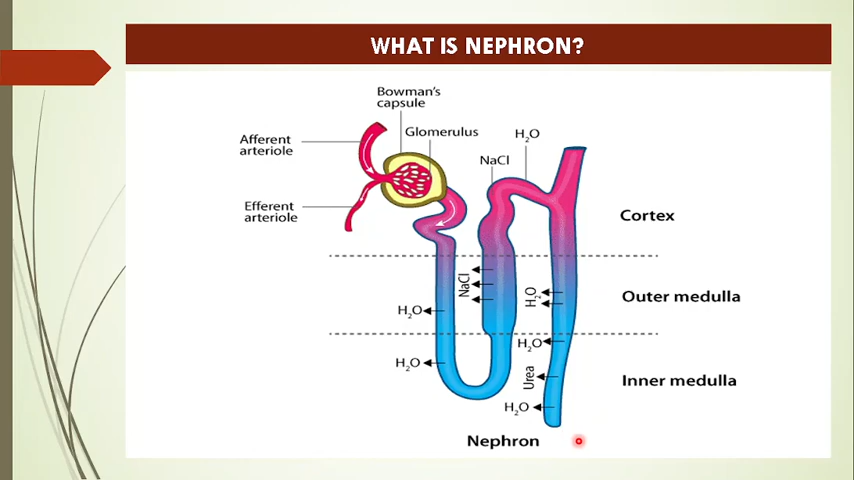 WHAT IS NEPHRON?
Bowman's
capsule
Glomerulus
H₂O
Afferent
arteriole
NaCl
Efferent
arteriole
Cortex
NaCl
H₂O
Outer medulla
H₂O
H₂O
H₂O
Urea
Inner medulla
H₂O
Nephron